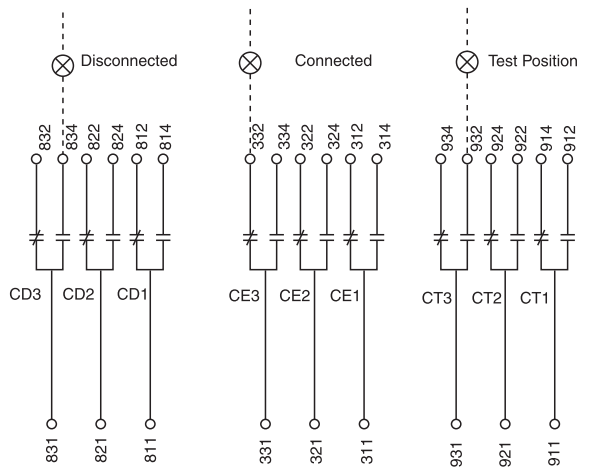 Disconnected
Connected
Test Position
832
834
822
824
812
814
332
334
322
324
312
314
934
932
924
922
914
912
CD3
CD2
CD1
CE3
CE2
CE1
CT3
CT2
CT1
831
821
811
331
321
311
931
921
911